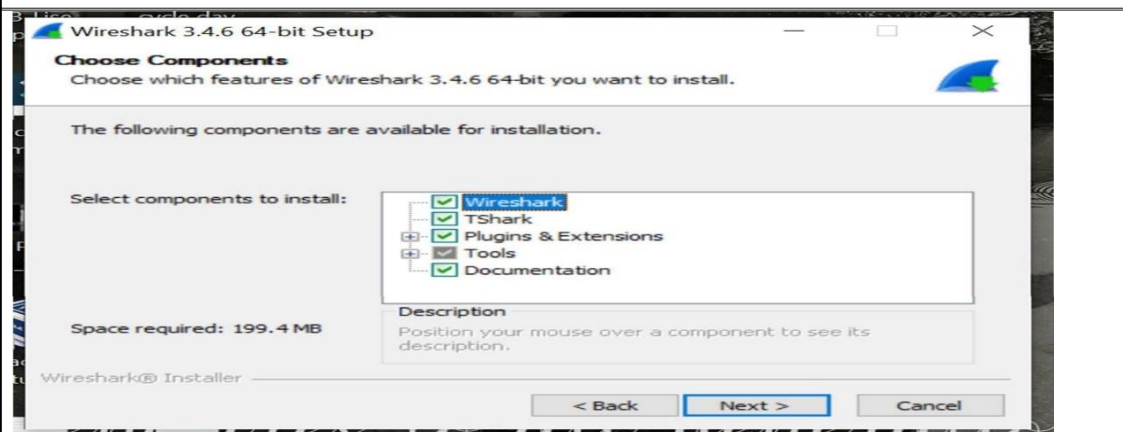 cycle day
Wireshark 3.4.6 64-bit Setup
Choose Components
Choose which features of Wireshark 3.4.6 64-bit you want to install.
The following components are available for installation.
Select components to install:
Wireshark
TShark
Plugins & Extensions
Tools
Documentation
Space required: 199.4 MB
Description
Position your mouse over a component to see its
description.
Wireshark® Installer
< Back
Next >
Cancel